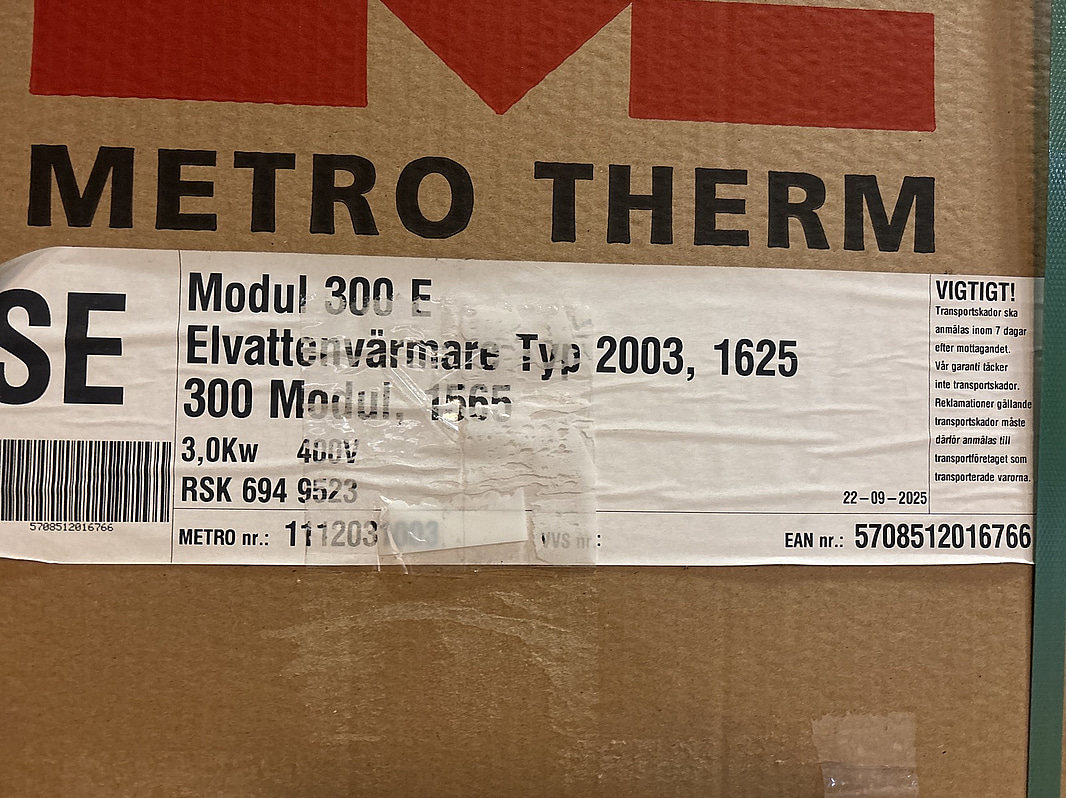 METRO THERM
SE
5708512016766
Modul 300 E
Elvattenvärmare Typ 2003, 1625
300 Modul, 1565
3,0Kw 400V
RSK 694 9523
22-09-2025
METRO nr.: 1112031003
VVS nr:
EAN nr.: 5708512016766
VIGTIGT!
Transportskador ska
anmälas inom 7 dagar
efter mottagandet.
Vår garanti täcker
inte transportskador.
Reklamationer gällande
transportskador måste
därför anmälas till
transportföretaget som
transporterade varorna.